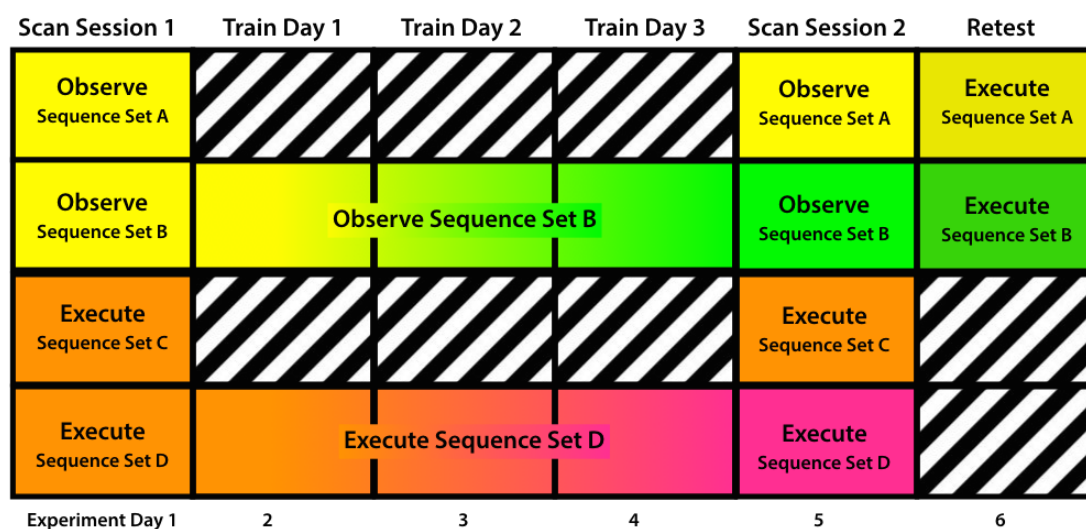 Scan Session 1 Train Day 1 Train Day 2 Train Day 3 Scan Session 2 Retest
Observe Observe Execute
Sequence Set A Sequence Set A Sequence Set A
Observe Observe Sequence Set B Observe Execute
Sequence Set B Sequence Set B Sequence Set B
Execute Execute
Sequence Set C Sequence Set C
Execute Execute Sequence Set D Execute
Sequence Set D Sequence Set D
Experiment Day 1 2 3 4 5 6